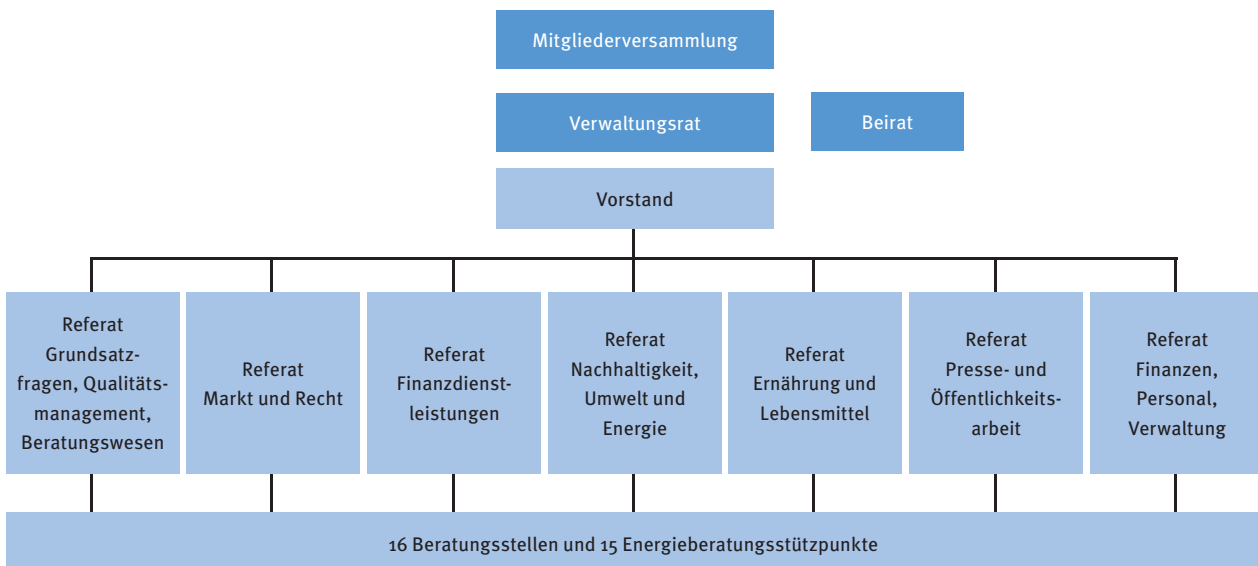 Mitgliederversammlung
Verwaltungsrat
Beirat
Vorstand
Referat
Grundsatz-
fragen, Qualitäts-
management,
Beratungswesen
Referat
Markt und Recht
Referat
Finanzdienst-
leistungen
Referat
Nachhaltigkeit,
Umwelt und
Energie
Referat
Ernährung und
Lebensmittel
Referat
Presse- und
Öffentlichkeits-
arbeit
Referat
Finanzen,
Personal,
Verwaltung
16 Beratungsstellen und 15 Energieberatungsstützpunkte